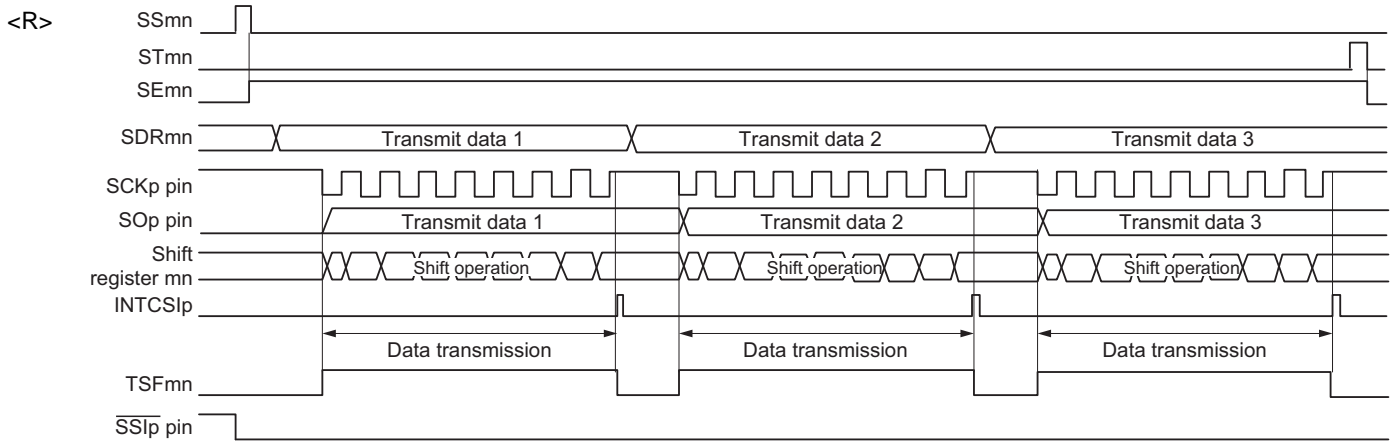 <R>
SSmn
STmn
SEmn
SDRmn Transmit data 1 Transmit data 2 Transmit data 3
SCKp pin
SOp pin Transmit data 1 Transmit data 2 Transmit data 3
Shift
register mn Shift operation Shift operation Shift operation
INTCSIp
Data transmission Data transmission Data transmission
TSFmn
SSIp pin